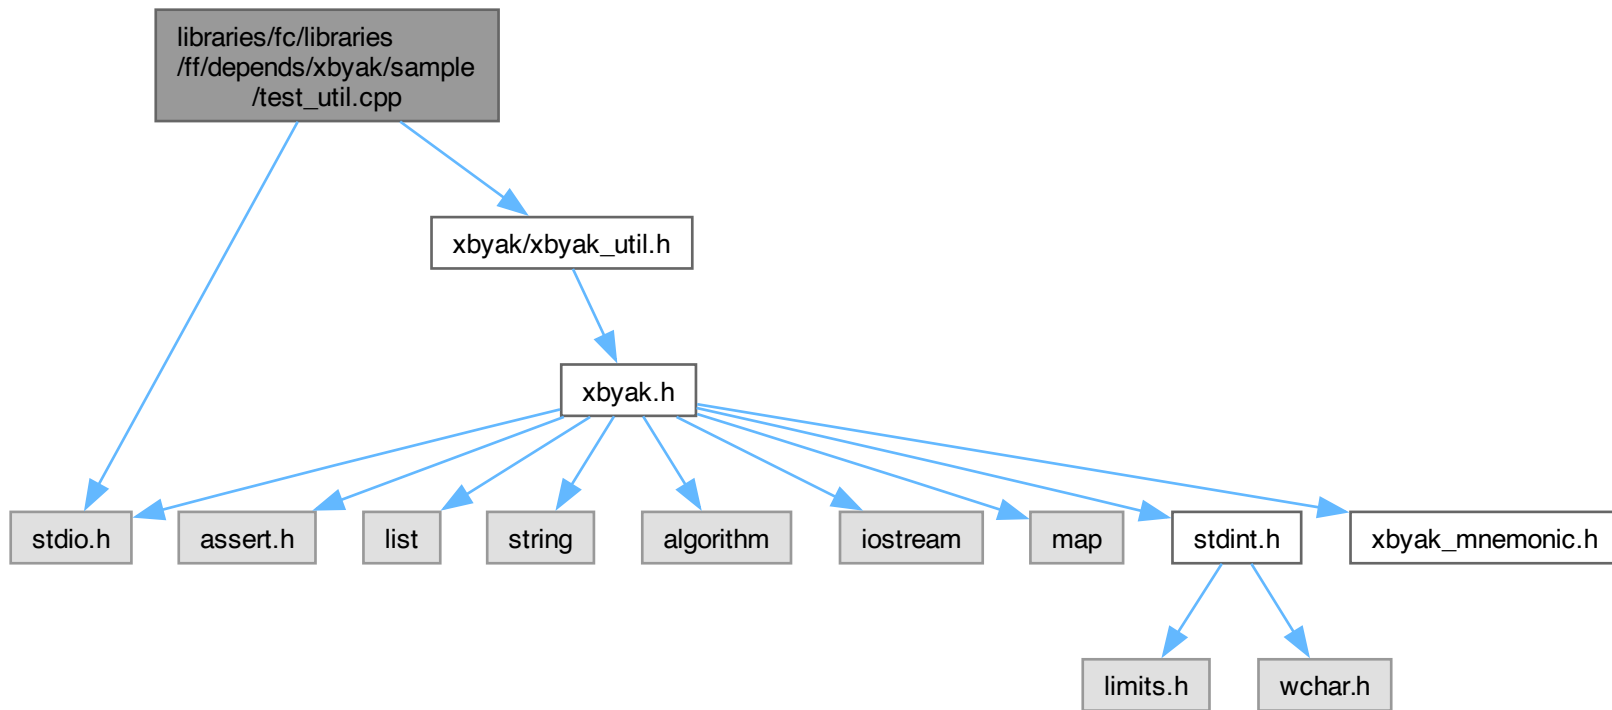 libraries/fc/libraries
/ff/depends/xbyak/sample
/test_util.cpp
xbyak/xbyak_util.h
xbyak.h
stdio.h
assert.h
list
string
algorithm
iostream
map
stdint.h
xbyak_mnemonic.h
limits.h
wchar.h